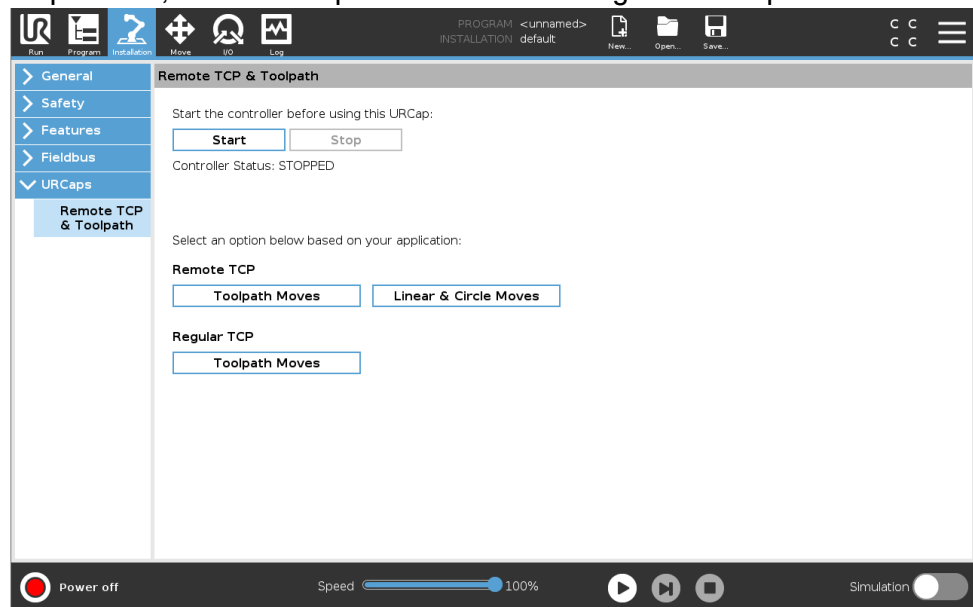 PROGRAM <unnamed>
INSTALLATION default
UR
Run Program Installation Move I/O Log New... Open... Save...
C C
C C
General
Safety
Features
Fieldbus
URCaps
Remote TCP
& Toolpath
Remote TCP & Toolpath
Start the controller before using this URCap:
Start Stop
Controller Status: STOPPED
Select an option below based on your application:
Remote TCP
Toolpath Moves Linear & Circle Moves
Regular TCP
Toolpath Moves
Power off Speed 100% Simulation